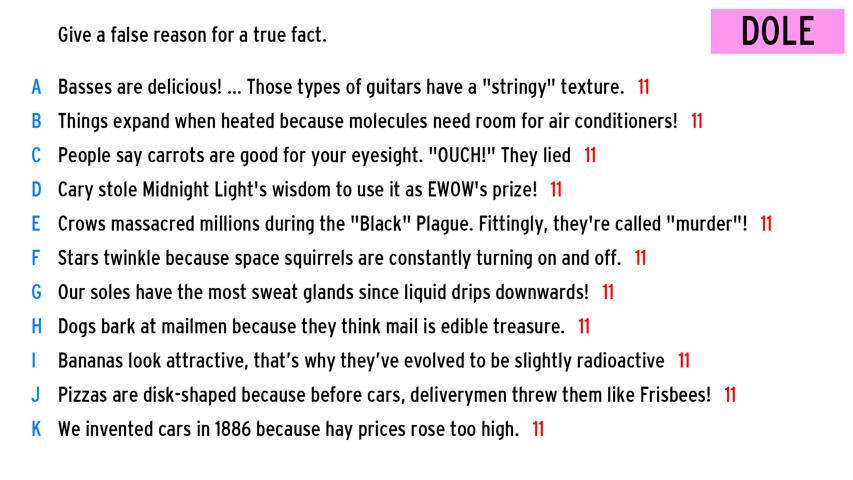 Give a false reason for a true fact.
DOLE
A Basses are delicious! ... Those types of guitars have a "stringy" texture. 11
B Things expand when heated because molecules need room for air conditioners! 11
C People say carrots are good for your eyesight. "OUCH!" They lied 11
D Cary stole Midnight Light's wisdom to use it as EWOW's prize! 11
E Crows massacred millions during the "Black" Plague. Fittingly, they're called "murder"! 11
F Stars twinkle because space squirrels are constantly turning on and off. 11
G Our soles have the most sweat glands since liquid drips downwards! 11
H Dogs bark at mailmen because they think mail is edible treasure. 11
I Bananas look attractive, that’s why they’ve evolved to be slightly radioactive 11
J Pizzas are disk-shaped because before cars, deliverymen threw them like Frisbees! 11
K We invented cars in 1886 because hay prices rose too high. 11